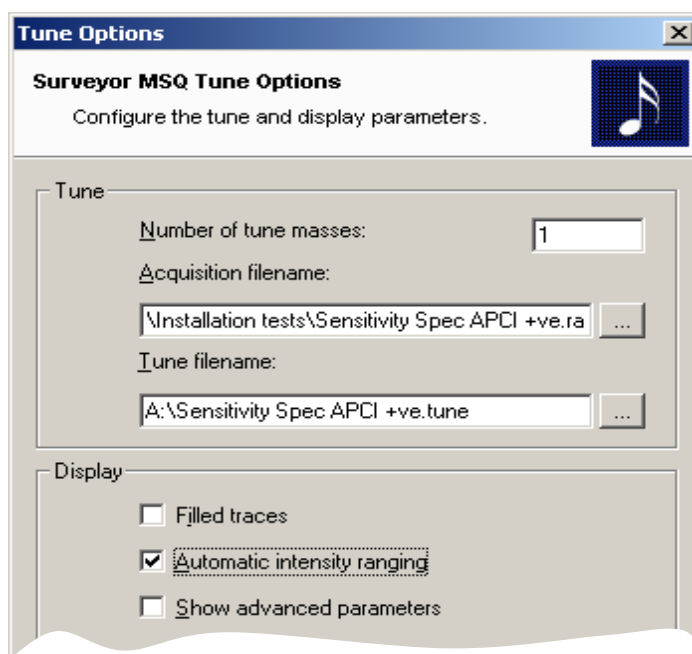 Tune Options
Surveyor MSQ Tune Options
Configure the tune and display parameters.
Tune
Number of tune masses:
1
Acquisition filename:
\Installation tests\Sensitivity Spec APCI +ve.ra
...
Tune filename:
A:\Sensitivity Spec APCI +ve.tune
...
Display
Filled traces
Automatic intensity ranging
Show advanced parameters